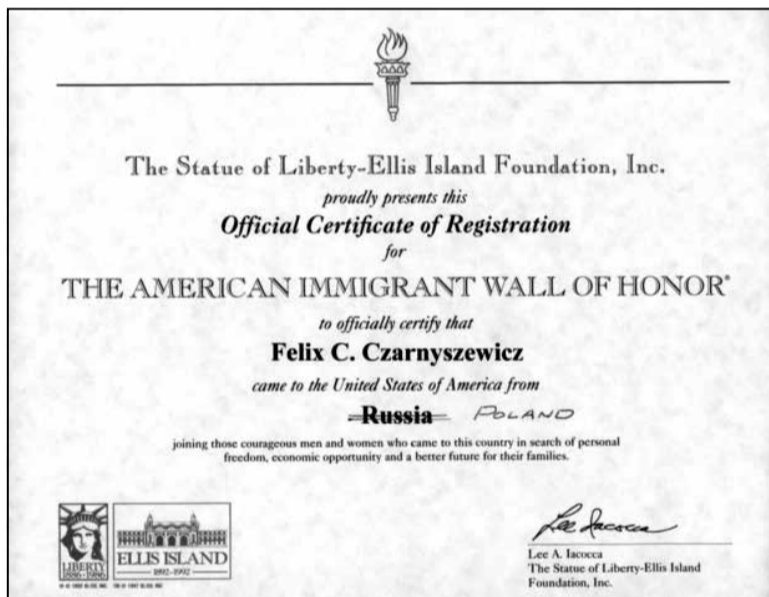 The Statue of Liberty-Ellis Island Foundation, Inc.
proudly presents this
Official Certificate of Registration
for
THE AMERICAN IMMIGRANT WALL OF HONOR®
to officially certify that
Felix C. Czarnyszewicz
came to the United States of America from
Russia POLAND
joining those courageous men and women who came to this country in search of personal
freedom, economic opportunity and a better future for their families.
LIBERTY
1886-1986
ELLIS ISLAND
1892-1992
Lee Iacocca
Lee A. Iacocca
The Statue of Liberty-Ellis Island
Foundation, Inc.